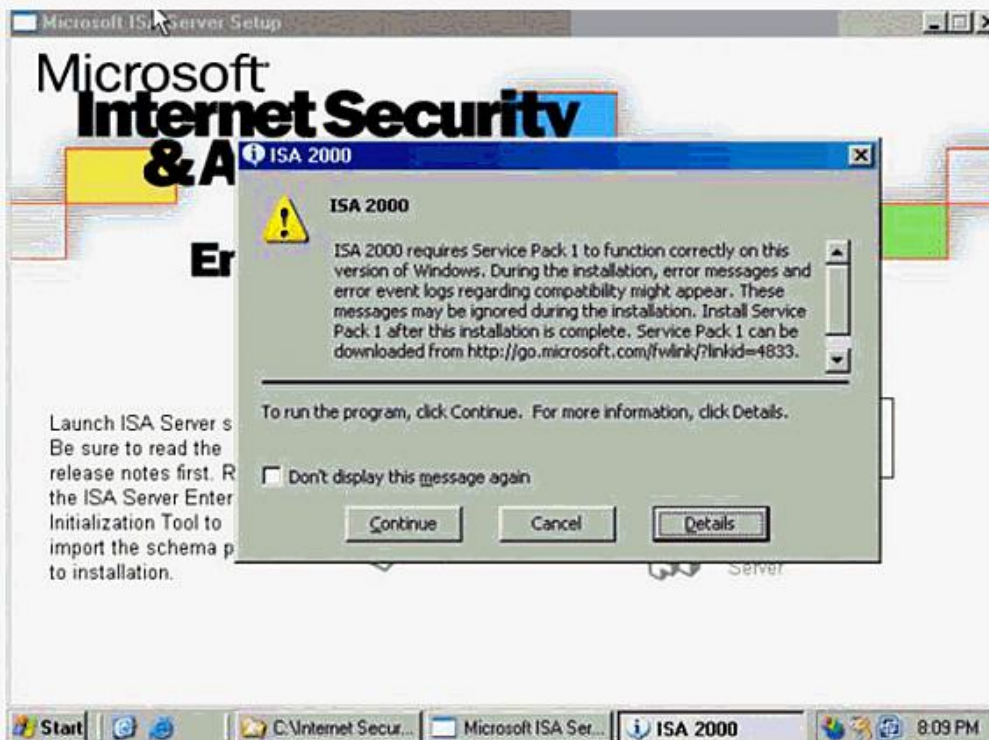 Microsoft ISA Server Setup
Microsoft
Internet Security
& A
Er
ISA 2000
ISA 2000
ISA 2000 requires Service Pack 1 to function correctly on this
version of Windows. During the installation, error messages and
error event logs regarding compatibility might appear. These
messages may be ignored during the installation. Install Service
Pack 1 after this installation is complete. Service Pack 1 can be
downloaded from http://go.microsoft.com/fwlink/?linkid=4833.
To run the program, click Continue. For more information, click Details.
Don't display this message again
Continue Cancel Details
Launch ISA Server s
Be sure to read the
release notes first. R
the ISA Server Enter
Initialization Tool to
import the schema p
to installation.
Server
Start C:\Internet Secur... Microsoft ISA Ser... ISA 2000 8:09 PM